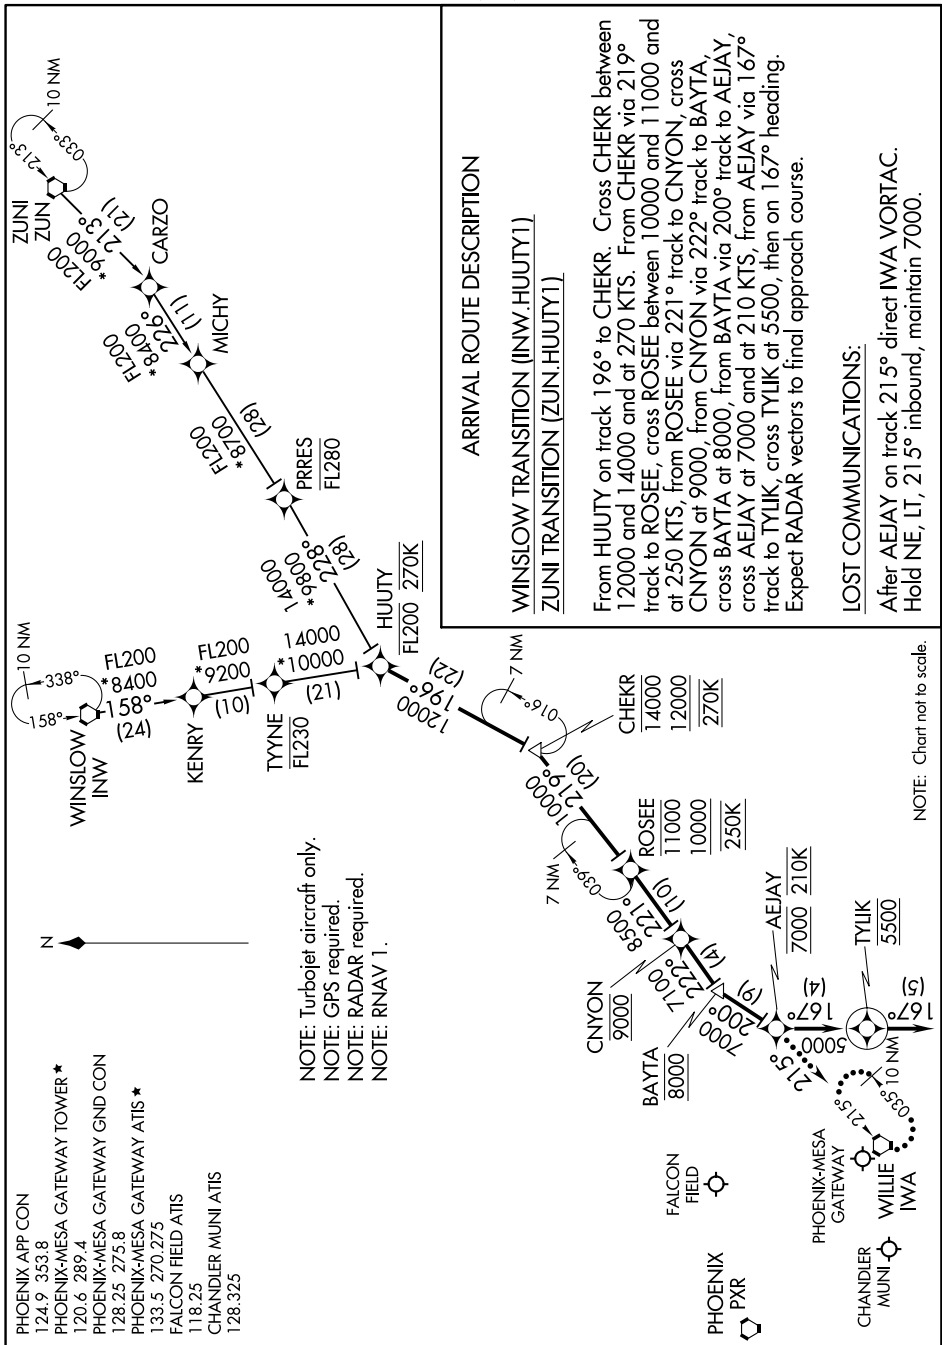 PHOENIX APP CON
124.9 353.8
PHOENIX-MESA GATEWAY TOWER★
120.6 289.4
PHOENIX-MESA GATEWAY GND CON
128.25 275.8
PHOENIX-MESA GATEWAY ATIS★
133.5 270.275
FALCON FIELD ATIS
118.25
CHANDLER MUNI ATIS
128.325
N
NOTE: Turbojet aircraft only.
NOTE: GPS required.
NOTE: RADAR required.
NOTE: RNAV 1.
WINSLOW
INW
10 NM
338°
158°
FL200
*8400
158°
(24)
KENRY
FL200
*9200
(10)
TYYNE
FL230
14000
*10000
(21)
ZUNI
ZUN
10 NM
033°
213°
FL200
*9000
213°
(21)
CARZO
FL200
*8400
226°
(11)
MICHY
FL200
*8700
(28)
PRRES
FL280
14000
*9800
228°
(28)
HUUTY
FL200 270K
12000
196°
(22)
7 NM
016°
CHEKR
14000
12000
270K
10000
219°
(20)
7 NM
039°
ROSEE
11000
10000
250K
8500
221°
(10)
CNYON
9000
7100
222°
(4)
BAYTA
8000
7000
200°
(9)
AEJAY
7000 210K
167°
(4)
5000
TYLIK
5500
167°
(5)
215°
10 NM
035°
215°
FALCON
FIELD
PHOENIX
PXR
PHOENIX-MESA
GATEWAY
WILLIE
IWA
CHANDLER
MUNI
NOTE: Chart not to scale.
ARRIVAL ROUTE DESCRIPTION
WINSLOW TRANSITION (INW.HUUTY1)
ZUNI TRANSITION (ZUN.HUUTY1)
From HUUTY on track 196° to CHEKR. Cross CHEKR between
12000 and 14000 and at 270 KTS. From CHEKR via 219°
track to ROSEE, cross ROSEE between 10000 and 11000 and
at 250 KTS, from ROSEE via 221° track to CNYON, cross
CNYON at 9000, from CNYON via 222° track to BAYTA,
cross BAYTA at 8000, from BAYTA via 200° track to AEJAY,
cross AEJAY at 7000 and at 210 KTS, from AEJAY via 167°
track to TYLIK, cross TYLIK at 5500, then on 167° heading.
Expect RADAR vectors to final approach course.
LOST COMMUNICATIONS:
After AEJAY on track 215° direct IWA VORTAC.
Hold NE, LT, 215° inbound, maintain 7000.